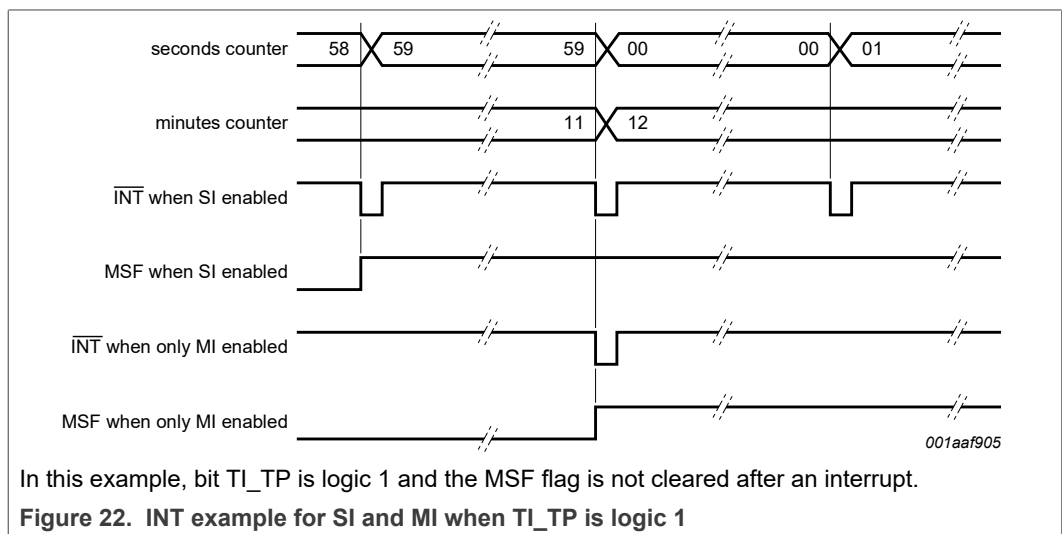 seconds counter 58 59 59 00 00 01
minutes counter 11 12
INT when SI enabled
MSF when SI enabled
INT when only MI enabled
MSF when only MI enabled
001aaf905
In this example, bit TI_TP is logic 1 and the MSF flag is not cleared after an interrupt.
Figure 22. INT example for SI and MI when TI_TP is logic 1